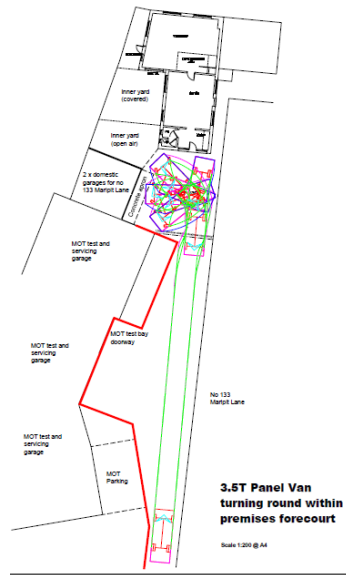 Inner yard
(covered)
Inner yard
(open air)
2 x domestic
garages for no
133 Marpit Lane
Concrete apron
MOT test and
servicing
garage
MOT test bay
doorway
MOT test and
servicing
garage
No 133
Marpit Lane
MOT test and
servicing
garage
MOT
Parking
3.5T Panel Van
turning round within
premises forecourt
Scale 1:200 @ A4